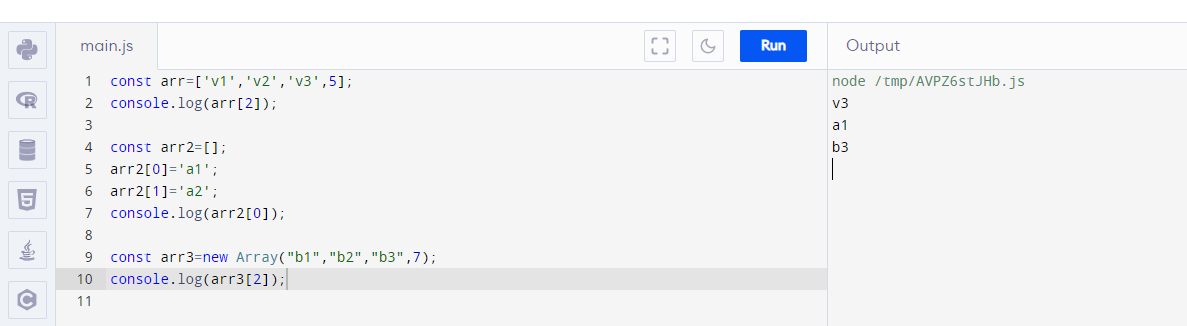 main.js
Run
Output
1 const arr=['v1','v2','v3',5];
2 console.log(arr[2]);
3
4 const arr2=[];
5 arr2[0]='a1';
6 arr2[1]='a2';
7 console.log(arr2[0]);
8
9 const arr3=new Array("b1","b2","b3",7);
10 console.log(arr3[2]);
11
node /tmp/AVPZ6stJHb.js
v3
a1
b3